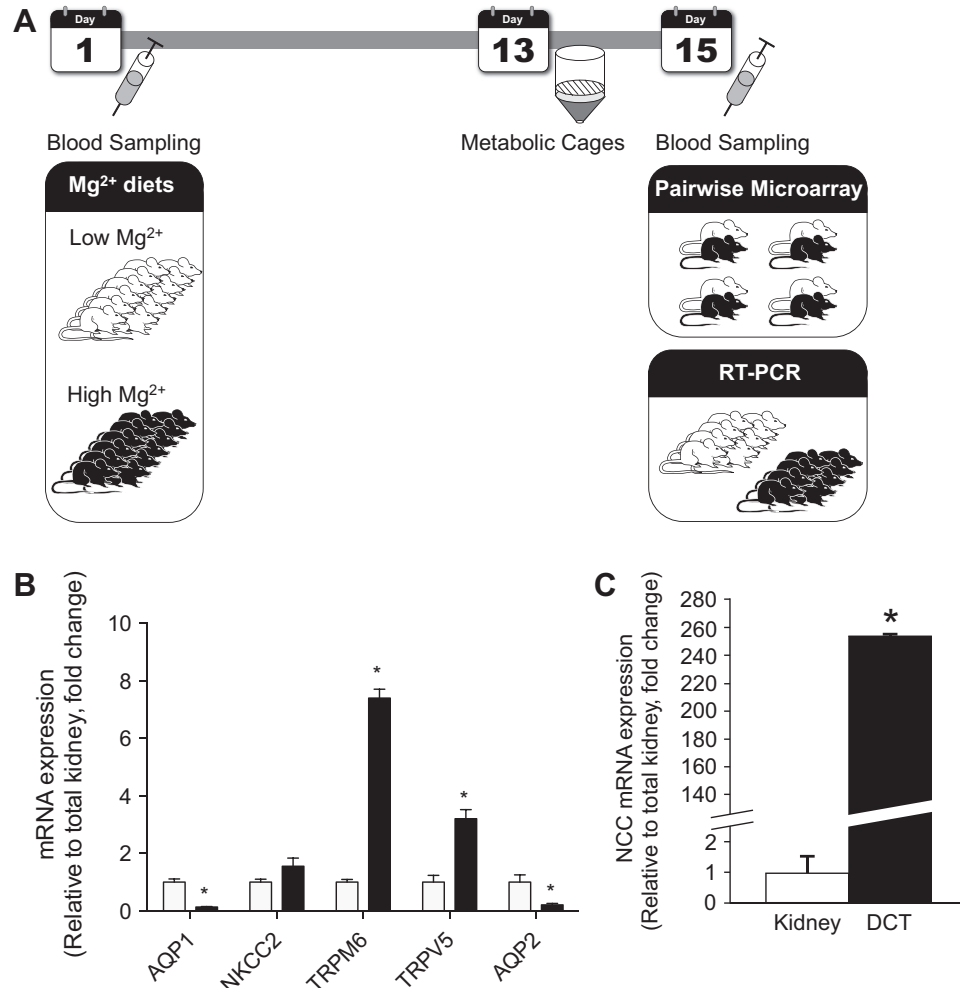 A
Day
1
Day
13
Day
15
Blood Sampling
Metabolic Cages
Blood Sampling
Mg²⁺ diets
Low Mg²⁺
High Mg²⁺
Pairwise Microarray
RT-PCR
B
mRNA expression
(Relative to total kidney, fold change)
10
8
6
4
2
0
*
*
*
*
AQP1
NKCC2
TRPM6
TRPV5
AQP2
C
NCC mRNA expression
(Relative to total kidney, fold change)
280
260
240
220
200
180
160
140
2
1
0
*
Kidney
DCT